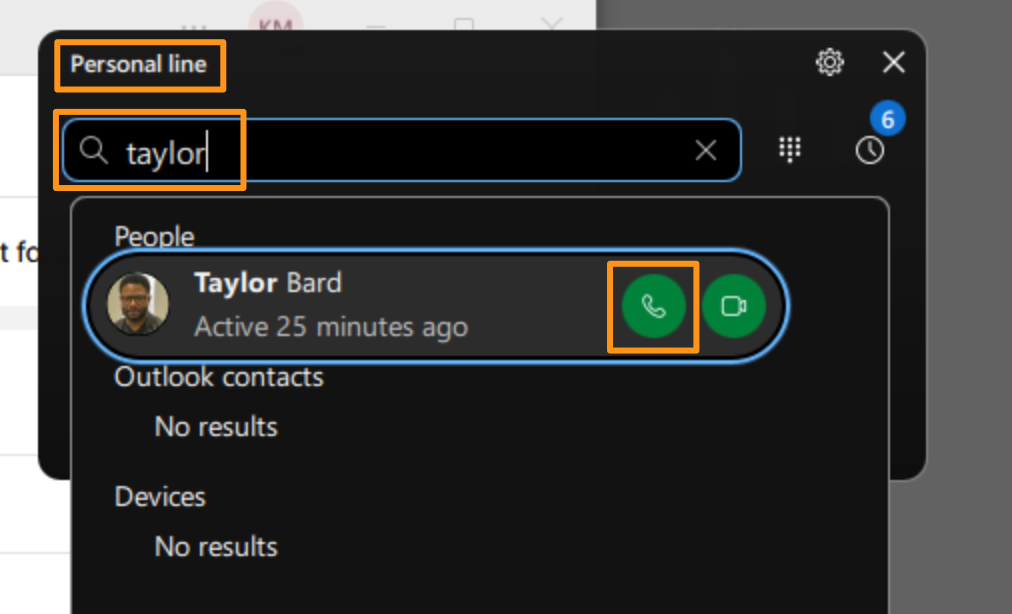 KM
Personal line
6
taylor
t fo
People
Taylor Bard
Active 25 minutes ago
Outlook contacts
No results
Devices
No results